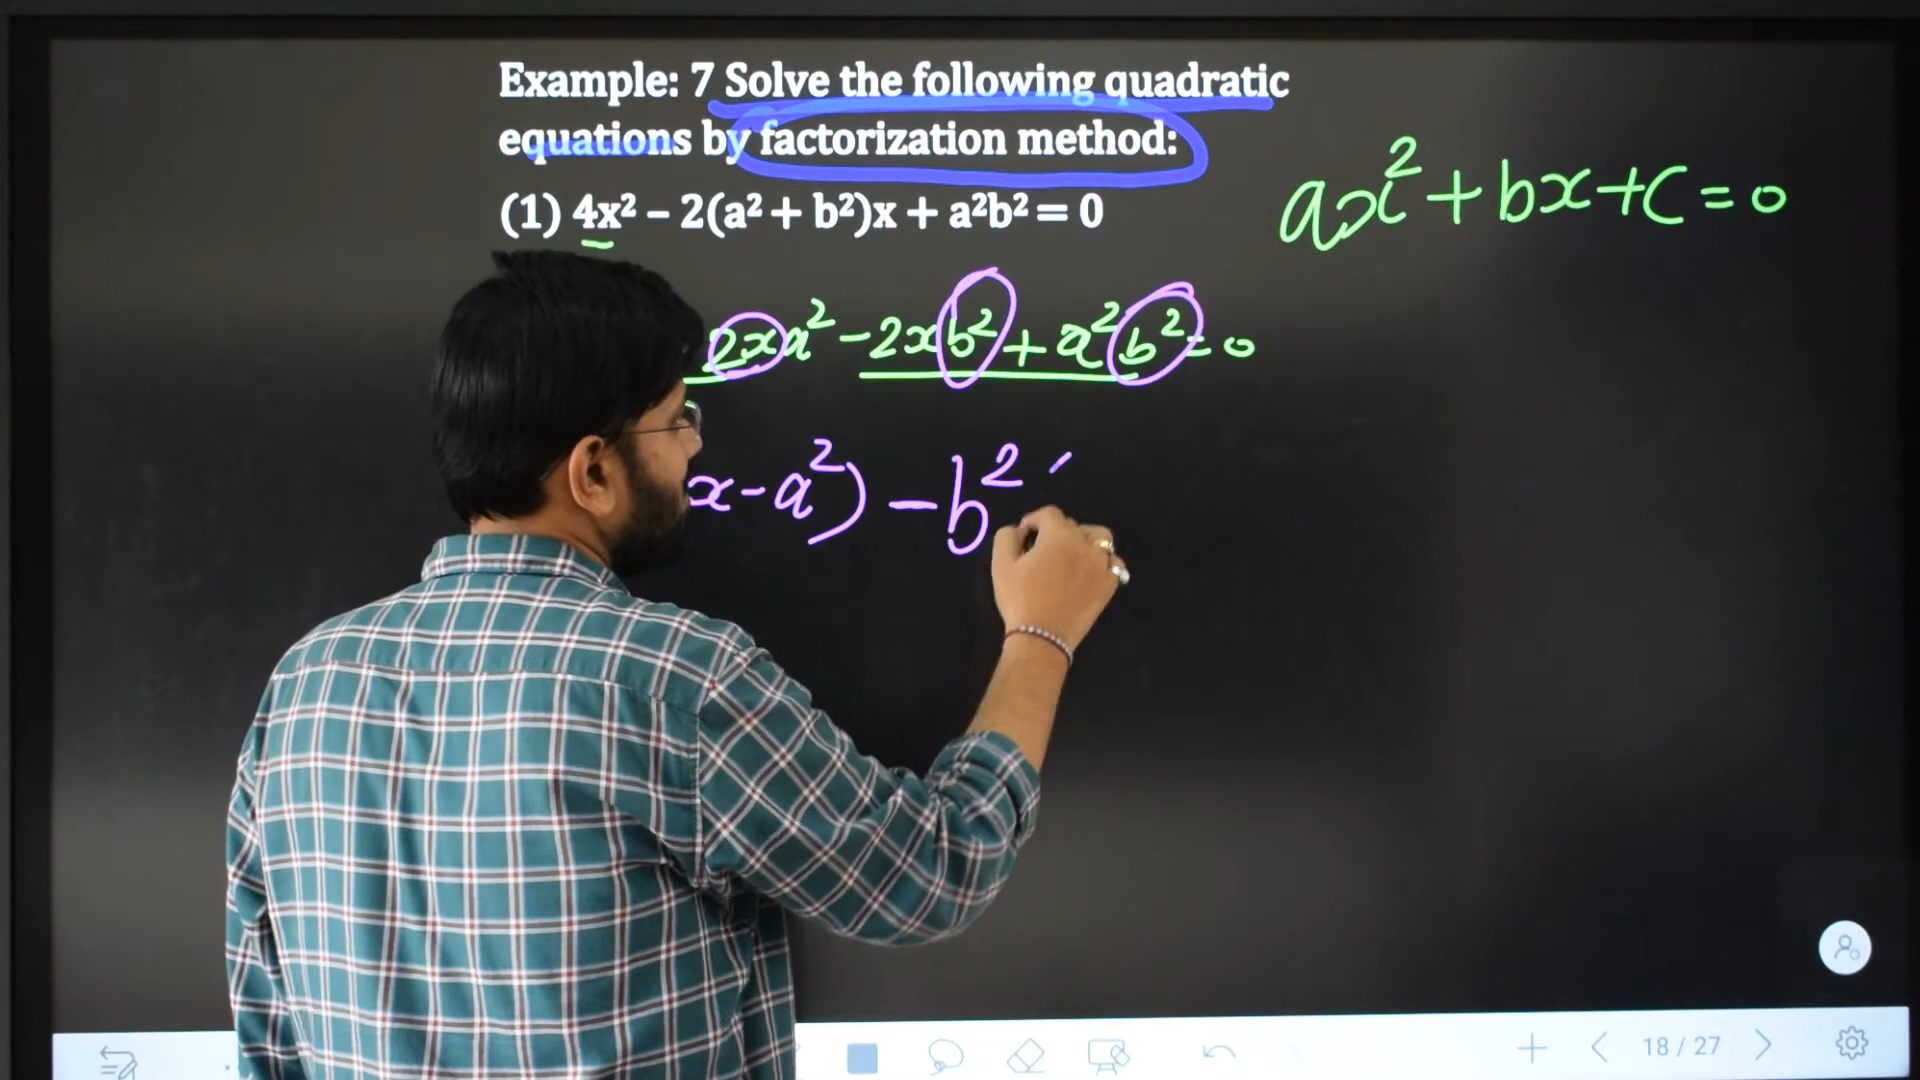 Example: 7 Solve the following quadratic
equations by factorization method:
(1) 4x² – 2(a² + b²)x + a²b² = 0
ax² + bx + c = 0
2xa² - 2xb² + a²b² = 0
x - a²) - b²
18 / 27